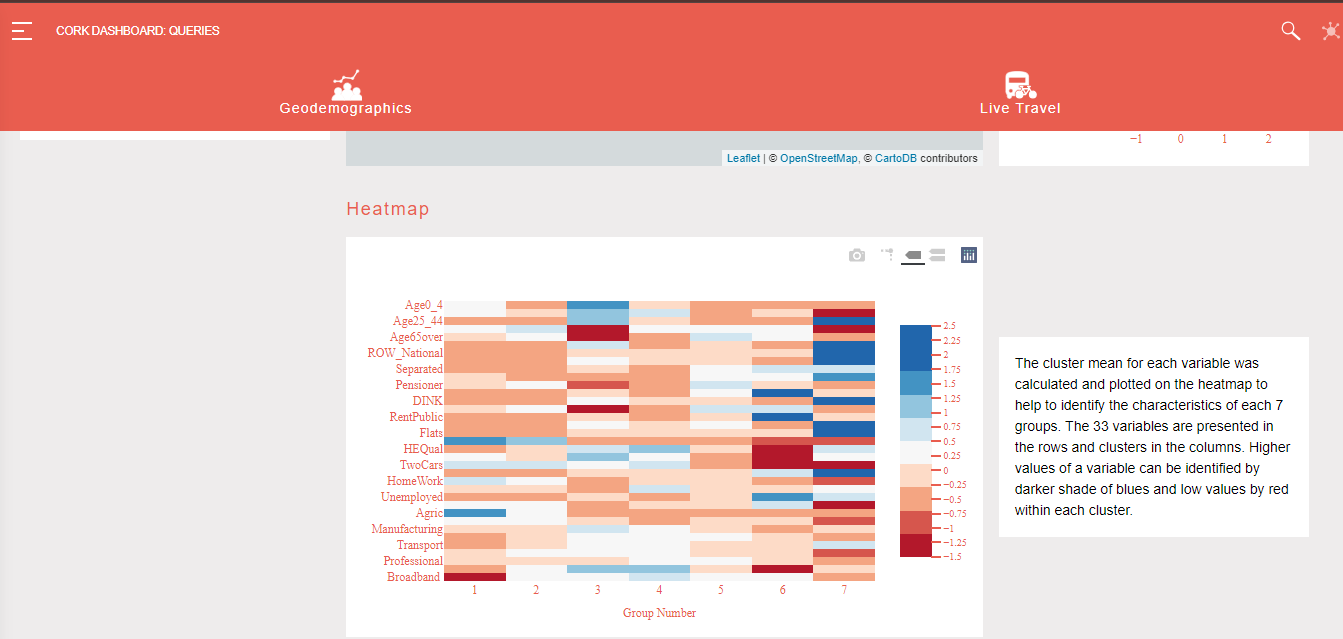 CORK DASHBOARD: QUERIES
Geodemographics
Live Travel
−1 0 1 2
Leaflet | © OpenStreetMap, © CartoDB contributors
Heatmap
Age0_4
Age25_44
Age65over
ROW_National
Separated
Pensioner
DINK
RentPublic
Flats
HEQual
TwoCars
HomeWork
Unemployed
Agric
Manufacturing
Transport
Professional
Broadband
1 2 3 4 5 6 7
Group Number
2.5
2.25
2
1.75
1.5
1.25
1
0.75
0.5
0.25
0
−0.25
−0.5
−0.75
−1
−1.25
−1.5
The cluster mean for each variable was
calculated and plotted on the heatmap to
help to identify the characteristics of each 7
groups. The 33 variables are presented in
the rows and clusters in the columns. Higher
values of a variable can be identified by
darker shade of blues and low values by red
within each cluster.